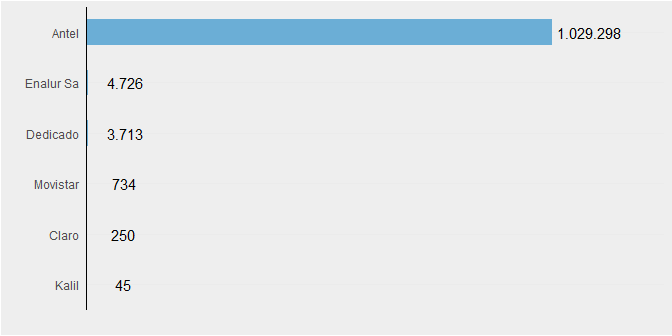 Antel 1.029.298
Enalur Sa 4.726
Dedicado 3.713
Movistar 734
Claro 250
Kalil 45